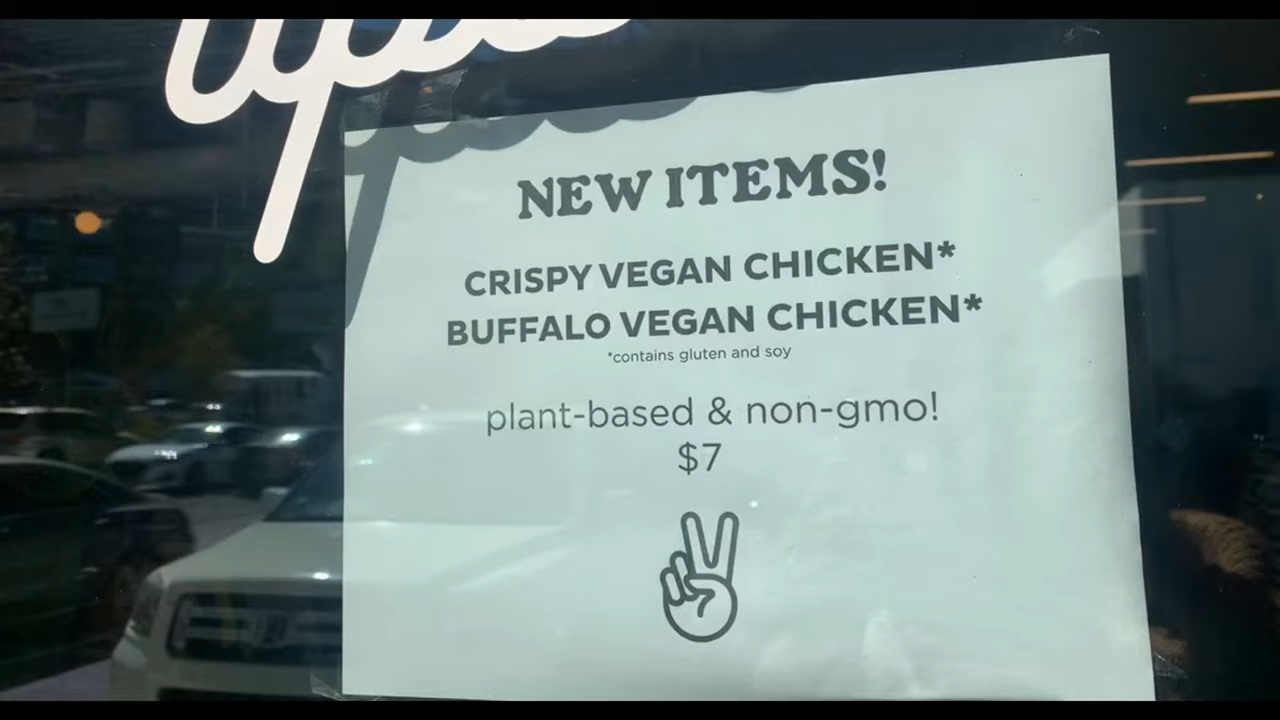 NEW ITEMS!
CRISPY VEGAN CHICKEN*
BUFFALO VEGAN CHICKEN*
*contains gluten and soy
plant-based & non-gmo!
$7